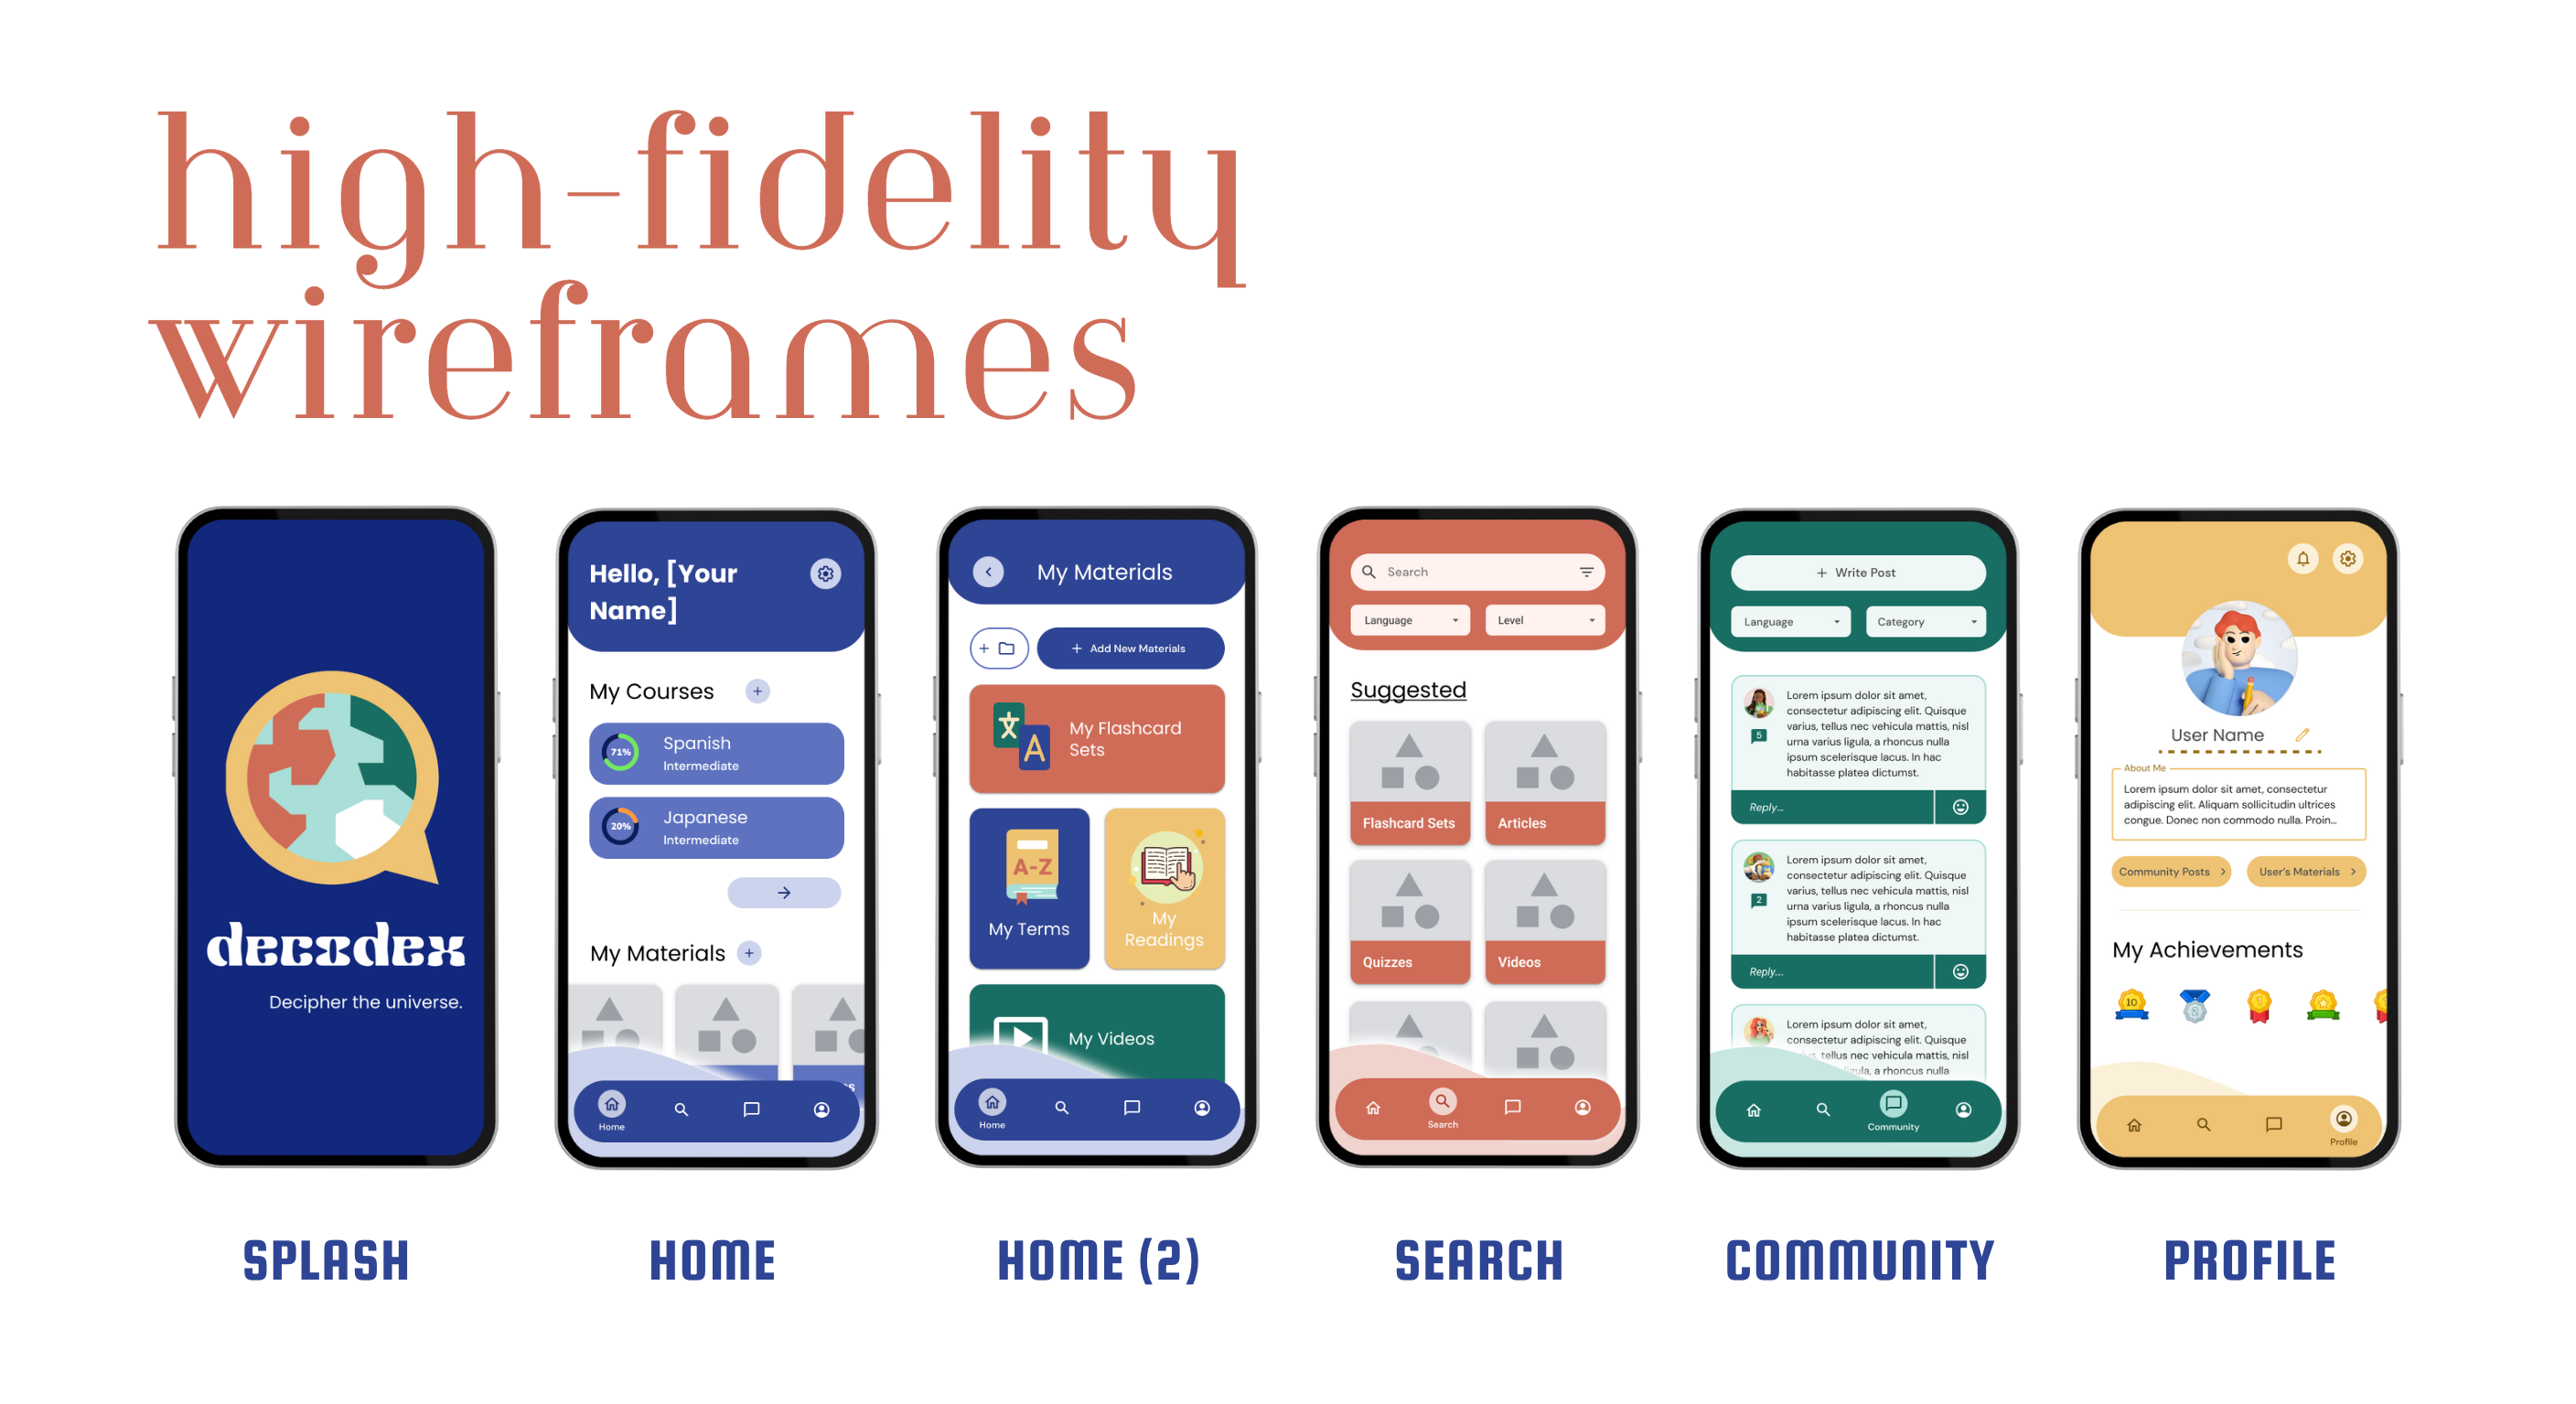 high-fidelity
wireframes
decodex
Decipher the universe.
SPLASH
Hello, [Your
Name]
My Courses
71%
Spanish
Intermediate
20%
Japanese
Intermediate
My Materials
Home
HOME
My Materials
Add New Materials
文
A
My Flashcard
Sets
A-Z
My Terms
My
Readings
My Videos
Home
HOME (2)
Search
Language
Level
Suggested
Flashcard Sets
Articles
Quizzes
Videos
Search
SEARCH
+ Write Post
Language
Category
Lorem ipsum dolor sit amet,
consectetur adipiscing elit. Quisque
varius, tellus nec vehicula mattis, nisl
urna varius ligula, a rhoncus nulla
ipsum scelerisque lacus. In hac
habitasse platea dictumst.
5
Reply...
Lorem ipsum dolor sit amet,
consectetur adipiscing elit. Quisque
varius, tellus nec vehicula mattis, nisl
urna varius ligula, a rhoncus nulla
ipsum scelerisque lacus. In hac
habitasse platea dictumst.
2
Reply...
Lorem ipsum dolor sit amet,
consectetur adipiscing elit. Quisque
tellus nec vehicula mattis, nisl
a rhoncus nulla
Community
COMMUNITY
User Name
About Me
Lorem ipsum dolor sit amet, consectetur
adipiscing elit. Aliquam sollicitudin ultrices
congue. Donec non commodo nulla. Proin...
Community Posts
User's Materials
My Achievements
10
2
1
Profile
PROFILE